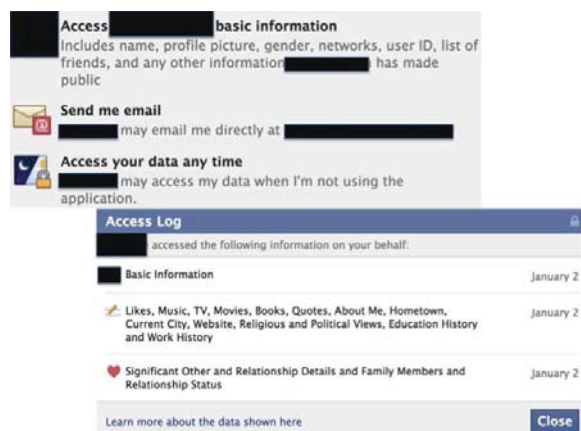 Access basic information
Includes name, profile picture, gender, networks, user ID, list of
friends, and any other information has made
public
Send me email
may email me directly at
Access your data any time
may access my data when I'm not using the
application.
Access Log
accessed the following information on your behalf:
Basic Information January 2
Likes, Music, TV, Movies, Books, Quotes, About Me, Hometown, January 2
Current City, Website, Religious and Political Views, Education History
and Work History
Significant Other and Relationship Details and Family Members and January 2
Relationship Status
Learn more about the data shown here Close